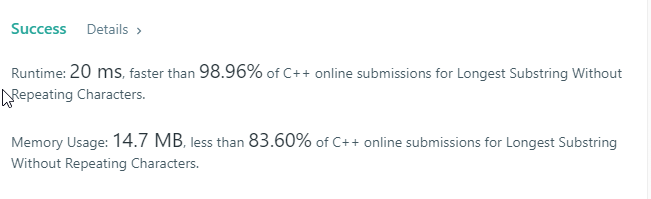 Success Details >
Runtime: 20 ms, faster than 98.96% of C++ online submissions for Longest Substring Without
Repeating Characters.
Memory Usage: 14.7 MB, less than 83.60% of C++ online submissions for Longest Substring
Without Repeating Characters.